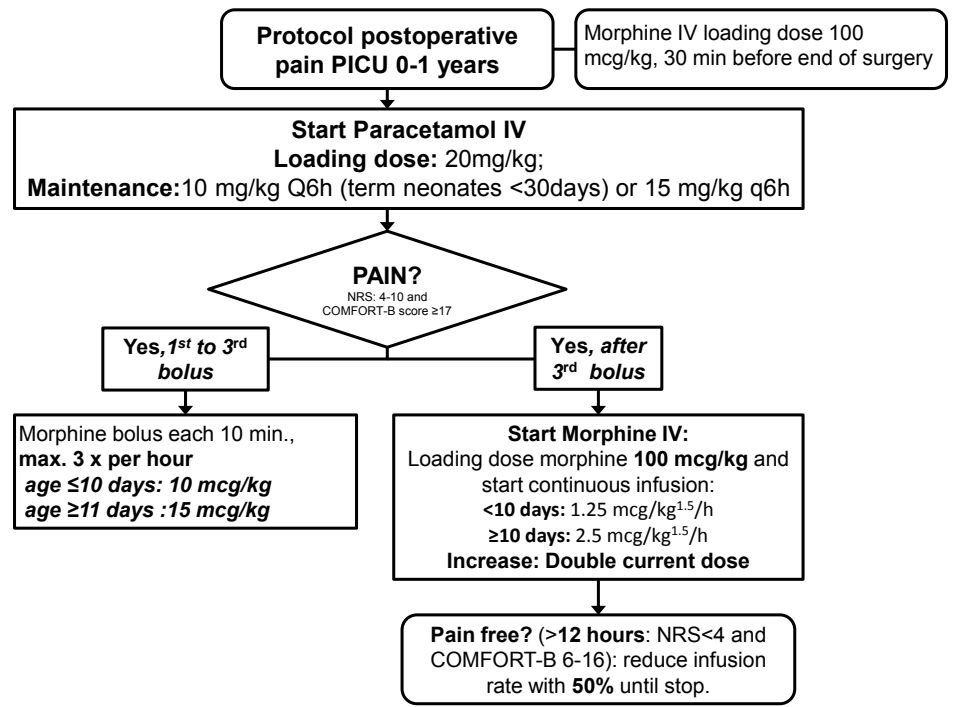 Protocol postoperative
pain PICU 0-1 years
Morphine IV loading dose 100
mcg/kg, 30 min before end of surgery
Start Paracetamol IV
Loading dose: 20mg/kg;
Maintenance:10 mg/kg Q6h (term neonates <30days) or 15 mg/kg q6h
PAIN?
NRS: 4-10 and
COMFORT-B score ≥17
Yes,1st to 3rd
bolus
Yes, after
3rd bolus
Morphine bolus each 10 min.,
max. 3 x per hour
age ≤10 days: 10 mcg/kg
age ≥11 days :15 mcg/kg
Start Morphine IV:
Loading dose morphine 100 mcg/kg and
start continuous infusion:
<10 days: 1.25 mcg/kg1.5/h
≥10 days: 2.5 mcg/kg1.5/h
Increase: Double current dose
Pain free? (>12 hours: NRS<4 and
COMFORT-B 6-16): reduce infusion
rate with 50% until stop.